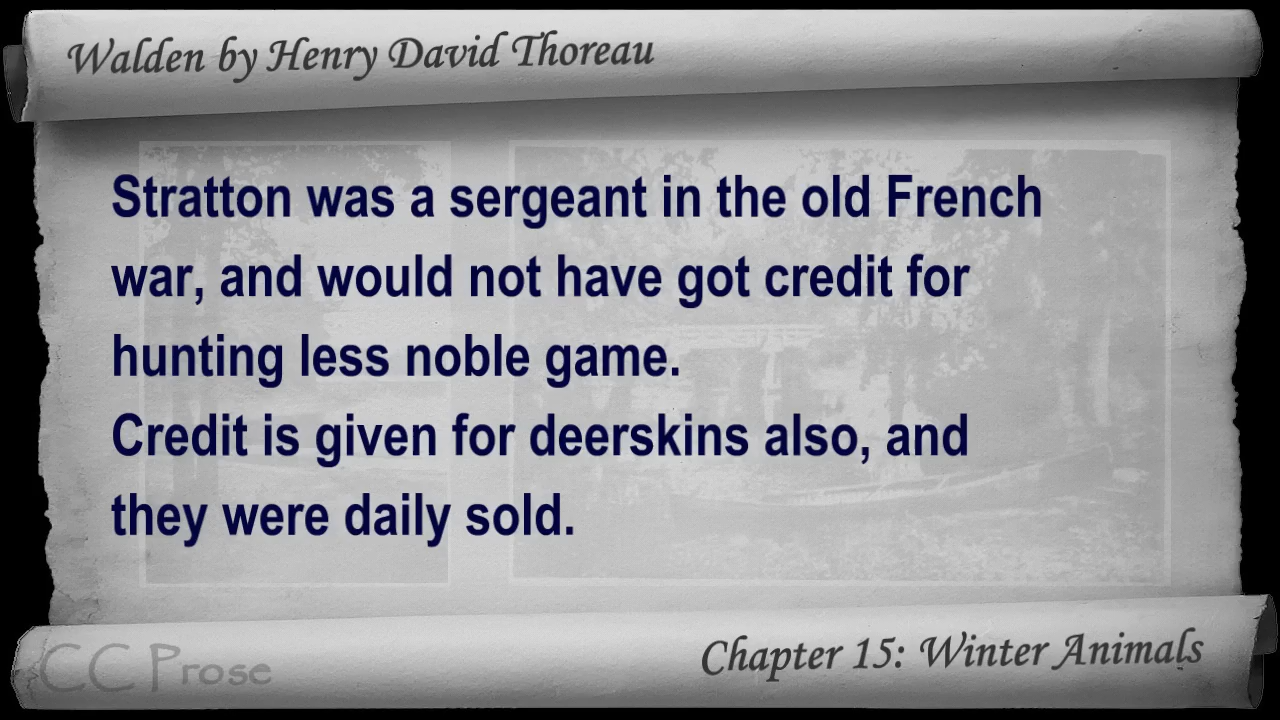 Walden by Henry David Thoreau
Stratton was a sergeant in the old French
war, and would not have got credit for
hunting less noble game.
Credit is given for deerskins also, and
they were daily sold.
CC Prose
Chapter 15: Winter Animals